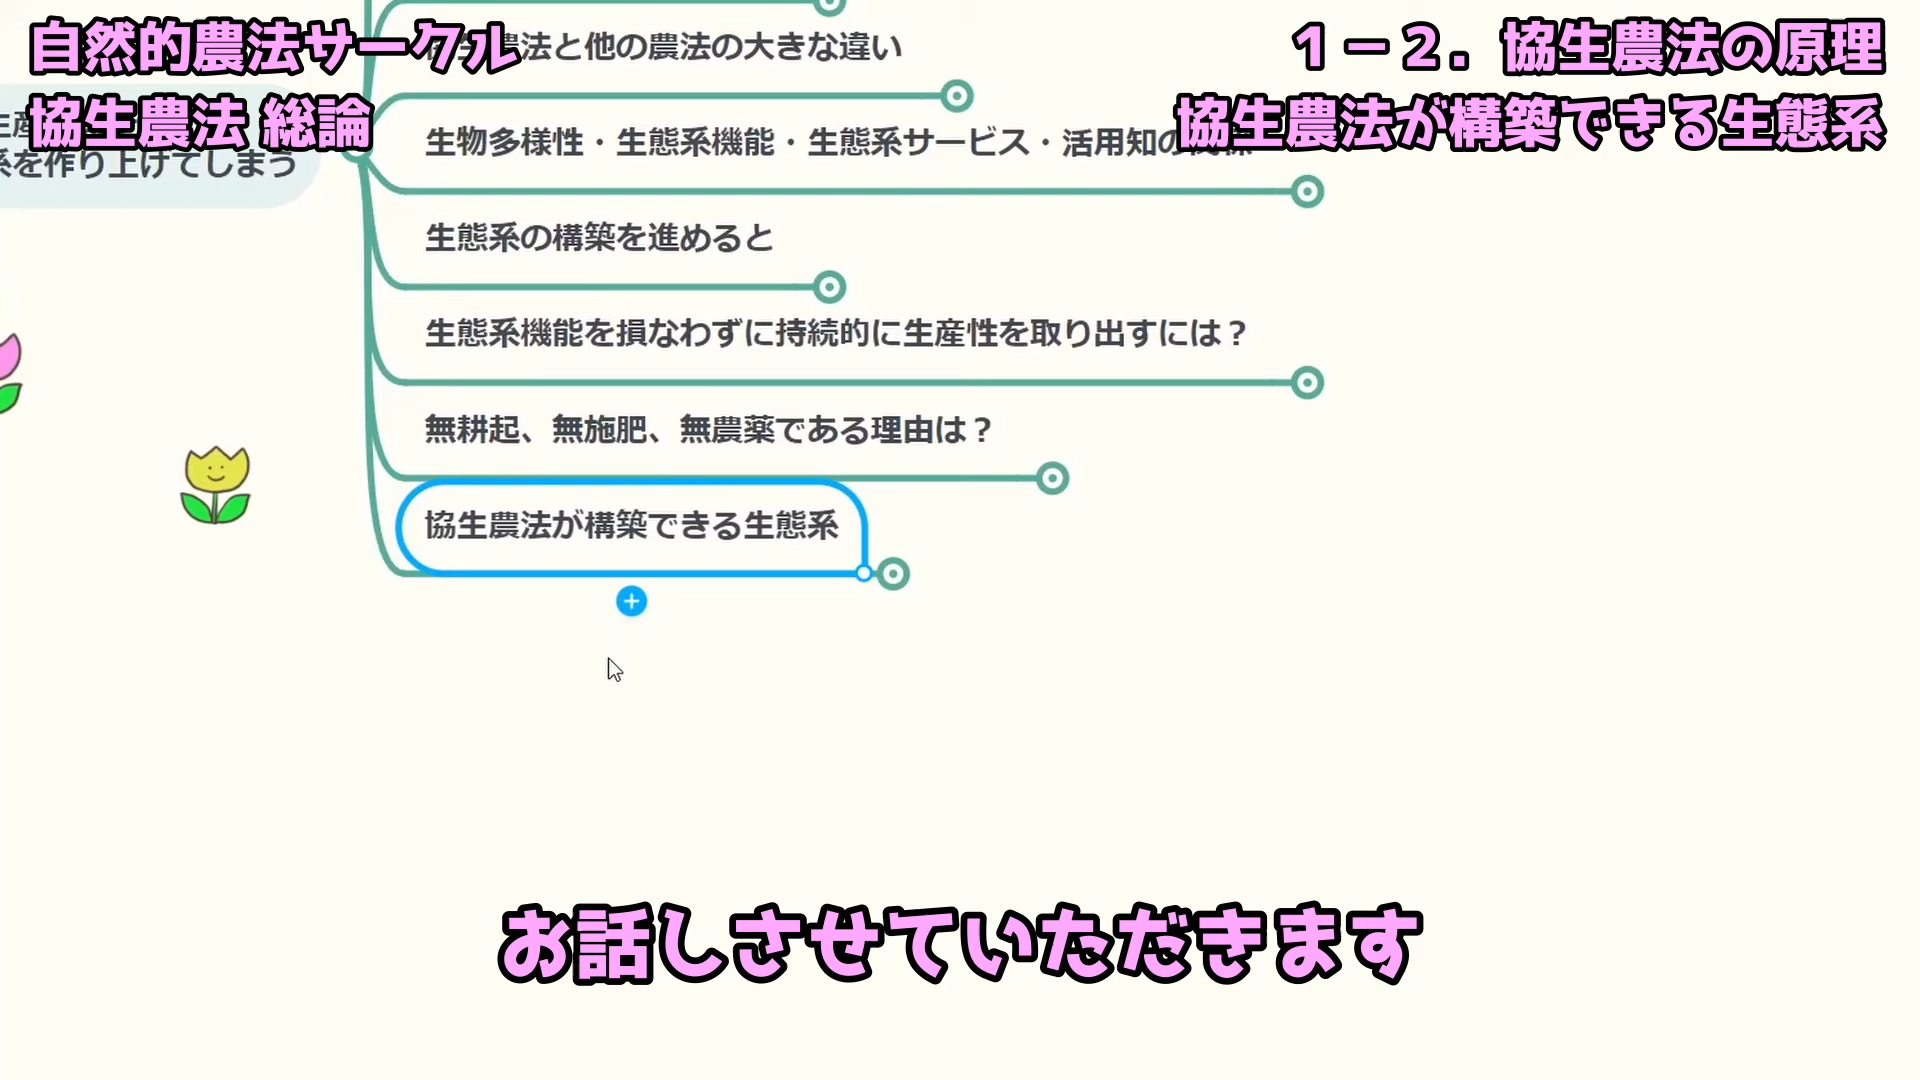 自然的農法サークル
協生農法 総論
１－２．協生農法の原理
協生農法が構築できる生態系
農法と他の農法の大きな違い
生物多様性・生態系機能・生態系サービス・活用知の
系を作り上げてしまう
生態系の構築を進めると
生態系機能を損なわずに持続的に生産性を取り出すには？
無耕起、無施肥、無農薬である理由は？
協生農法が構築できる生態系
お話しさせていただきます